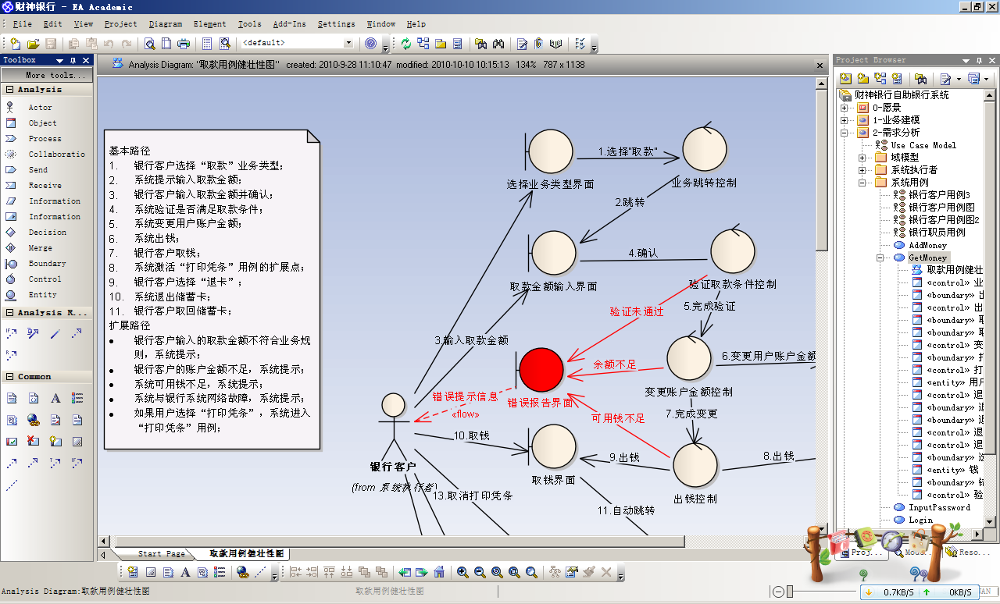 财神银行 - EA Academic
File Edit View Project Diagram Element Tools Add-Ins Settings Window Help
<default>
Toolbox
More tools...
Analysis
Actor
Object
Process
Collaboratio
Send
Receive
Information
Information
Decision
Merge
Boundary
Control
Entity
Analysis R...
Common
Analysis Diagram: "取款用例健壮性图" created: 2010-9-22 11:10:47 modified: 2010-10-10 10:15:13 134% 787 x 1138
基本路径
1. 银行客户选择“取款”业务类型；
2. 系统提示输入取款金额；
3. 银行客户输入取款金额并确认；
4. 系统验证是否满足取款条件；
5. 系统变更用户账户金额；
6. 系统出钱；
7. 银行客户取钱；
8. 系统激活“打印凭条”用例的扩展点；
9. 银行客户选择“退卡”；
10. 系统退出储蓄卡；
11. 银行客户取回储蓄卡；
扩展路径
• 银行客户输入的取款金额不符合业务规
则，系统提示；
• 银行客户的账户金额不足，系统提示；
• 系统可用钱不足，系统提示；
• 系统与银行系统网络故障，系统提示；
• 如果用户选择“打印凭条”，系统进入
“打印凭条”用例；
1.选择"取款"
选择业务类型界面
业务跳转控制
2.跳转
4.确认
取款金额输入界面
验证取款条件控制
5.完成验证
验证未通过
3.输入取款金额
6.变更用户账户金额
余额不足
错误提示信息
«flow»
错误报告界面
变更账户金额控制
可用钱不足
7.完成变更
10.取钱
9.出钱
8.出钱
银行客户
(from 系统执行者)
取钱界面
出钱控制
13.取消打印凭条
11.自动跳转
Start Page
取款用例健壮性图
Project Browser
财神银行自助银行系统
0-愿景
1-业务建模
2-需求分析
Use Case Model
域模型
系统执行者
系统用例
银行客户用例3
银行客户用例图
银行客户用例图2
银行职员用例
AddMoney
GetMoney
取款用例健壮
«control» 业
«boundary» 出
«control» 出
«boundary» 取
«boundary» 取
«control» 变
«boundary» 打
«control» 打
«entity» 用户
«control» 退
«boundary» 退
«boundary» 退
«control» 退
«control» 退
«boundary» 选
«entity» 钱
«boundary» 错
«control» 验
InputPassword
Login
Proj...
Reso...
Analysis Diagram:取款用例健壮性图
取款用例健壮性图
0.7KB/S 0KB/S